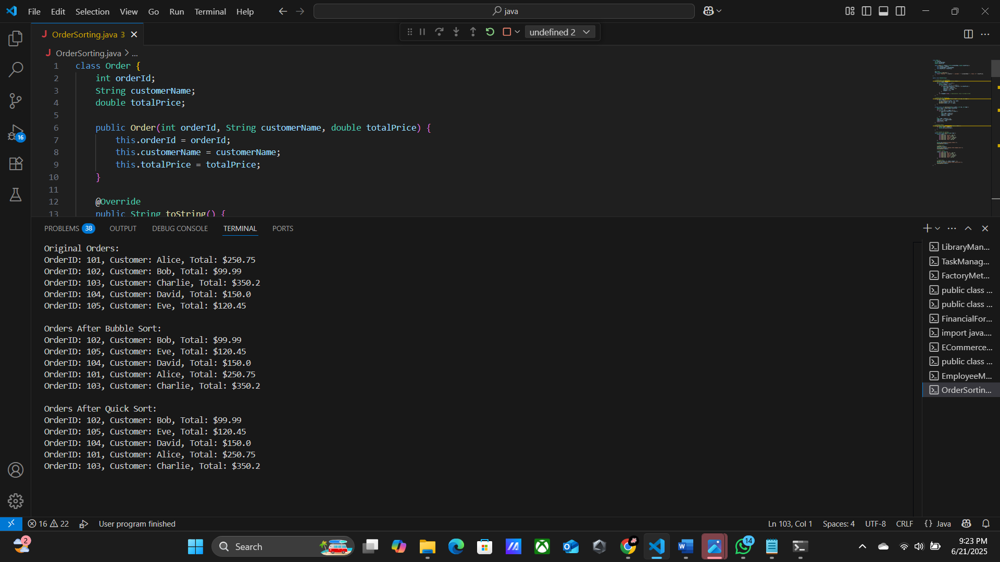 File Edit Selection View Go Run Terminal Help
java
OrderSorting.java 3
undefined 2
OrderSorting.java > ...
1 class Order {
2 int orderId;
3 String customerName;
4 double totalPrice;
5
6 public Order(int orderId, String customerName, double totalPrice) {
7 this.orderId = orderId;
8 this.customerName = customerName;
9 this.totalPrice = totalPrice;
10 }
11
12 @Override
13 public String toString() {
16
PROBLEMS 38 OUTPUT DEBUG CONSOLE TERMINAL PORTS
Original Orders:
OrderID: 101, Customer: Alice, Total: $250.75
OrderID: 102, Customer: Bob, Total: $99.99
OrderID: 103, Customer: Charlie, Total: $350.2
OrderID: 104, Customer: David, Total: $150.0
OrderID: 105, Customer: Eve, Total: $120.45
Orders After Bubble Sort:
OrderID: 102, Customer: Bob, Total: $99.99
OrderID: 105, Customer: Eve, Total: $120.45
OrderID: 104, Customer: David, Total: $150.0
OrderID: 101, Customer: Alice, Total: $250.75
OrderID: 103, Customer: Charlie, Total: $350.2
Orders After Quick Sort:
OrderID: 102, Customer: Bob, Total: $99.99
OrderID: 105, Customer: Eve, Total: $120.45
OrderID: 104, Customer: David, Total: $150.0
OrderID: 101, Customer: Alice, Total: $250.75
OrderID: 103, Customer: Charlie, Total: $350.2
LibraryMan...
TaskManag...
FactoryMet...
public class ...
public class ...
FinancialFor...
import java....
ECommerce...
public class ...
EmployeeM...
OrderSortin...
16 22 User program finished
Ln 103, Col 1 Spaces: 4 UTF-8 CRLF {} Java
2
Search
14
9:23 PM
6/21/2025